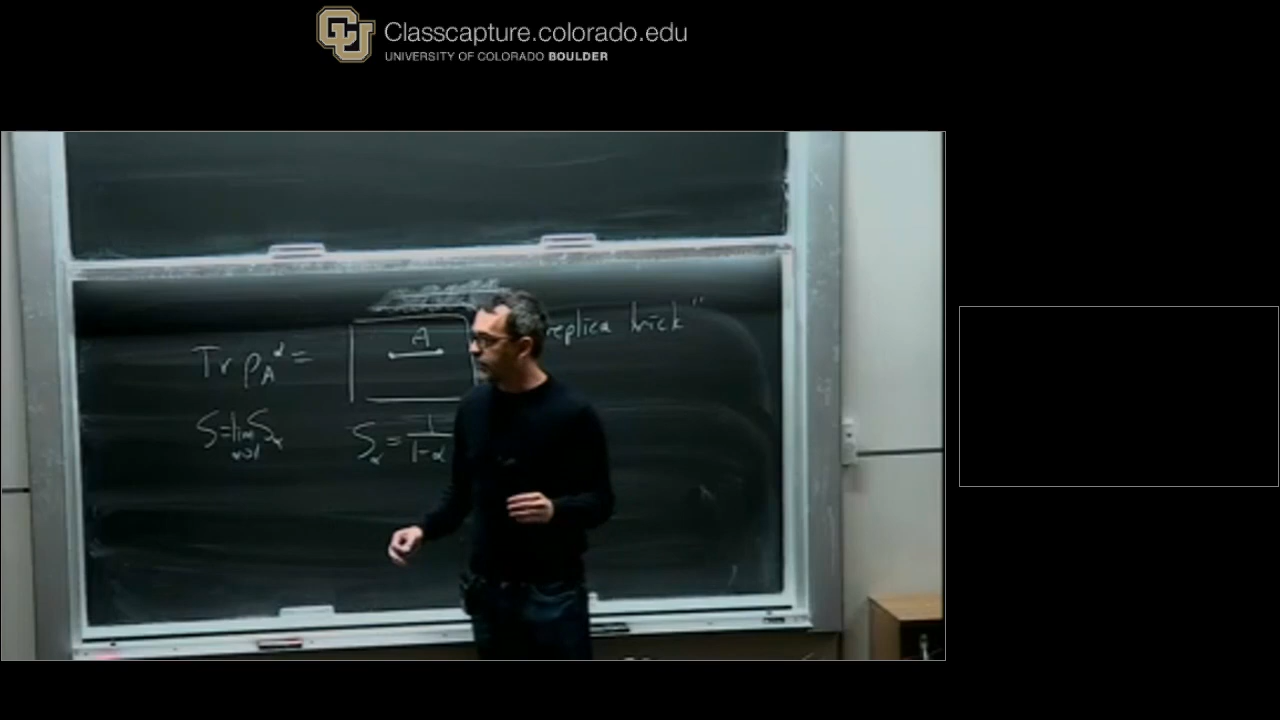 Classcapture.colorado.edu
UNIVERSITY OF COLORADO BOULDER
replica trick"
A
Tr ρ_A^α =
S = lim_{α→1} S_α
S_α = 1/(1-α)